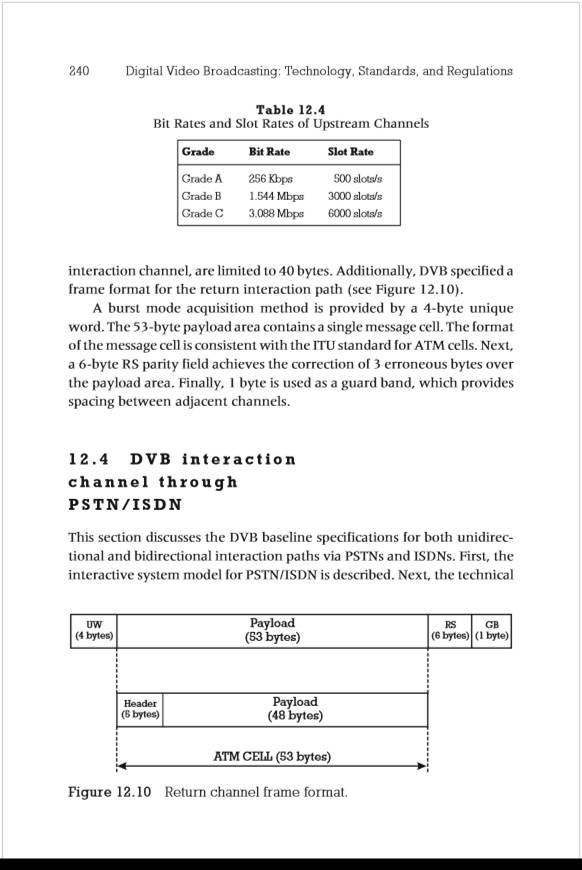 240 Digital Video Broadcasting: Technology, Standards, and Regulations
Table 12.4
Bit Rates and Slot Rates of Upstream Channels
Grade Bit Rate Slot Rate
Grade A 256 Kbps 500 slots/s
Grade B 1.544 Mbps 3000 slots/s
Grade C 3.088 Mbps 6000 slots/s
interaction channel, are limited to 40 bytes. Additionally, DVB specified a
frame format for the return interaction path (see Figure 12.10).
A burst mode acquisition method is provided by a 4-byte unique
word. The 53-byte payload area contains a single message cell. The format
of the message cell is consistent with the ITU standard for ATM cells. Next,
a 6-byte RS parity field achieves the correction of 3 erroneous bytes over
the payload area. Finally, 1 byte is used as a guard band, which provides
spacing between adjacent channels.
12.4 DVB interaction
channel through
PSTN/ISDN
This section discusses the DVB baseline specifications for both unidirec-
tional and bidirectional interaction paths via PSTNs and ISDNs. First, the
interactive system model for PSTN/ISDN is described. Next, the technical
UW Payload RS GB
(4 bytes) (53 bytes) (6 bytes) (1 byte)
Header Payload
(5 bytes) (48 bytes)
ATM CELL (53 bytes)
Figure 12.10 Return channel frame format.